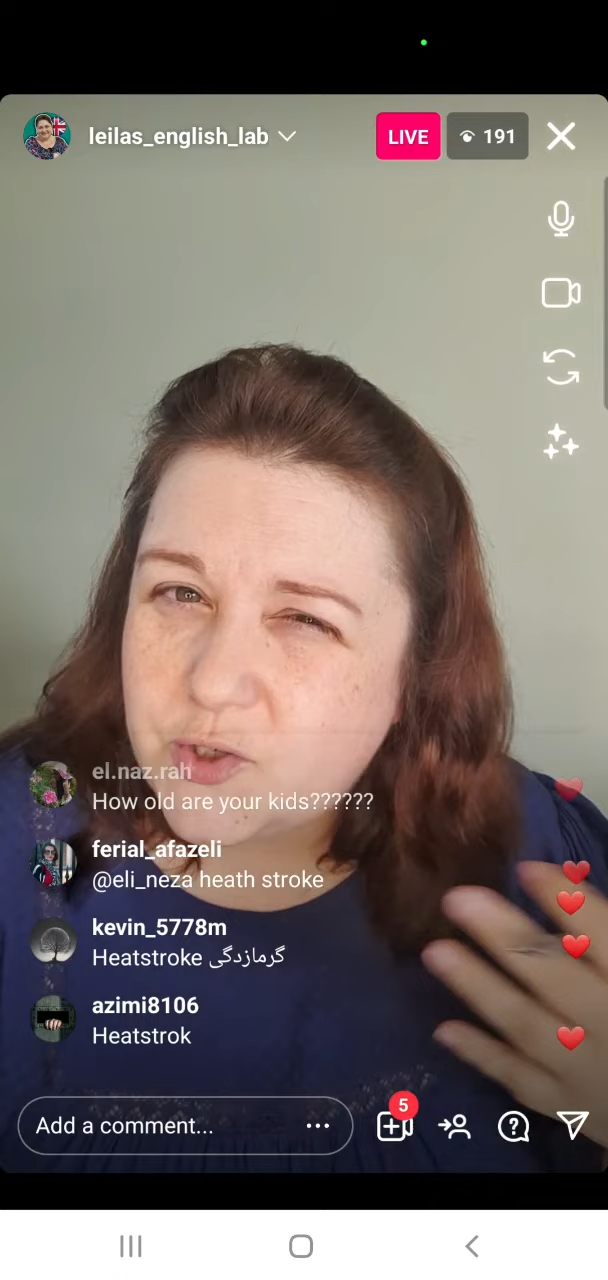 leilas_english_lab
LIVE
191
el.naz.rah
How old are your kids??????
ferial_afazeli
@eli_neza heath stroke
kevin_5778m
Heatstroke گرمازدگی
azimi8106
Heatstrok
5
Add a comment...